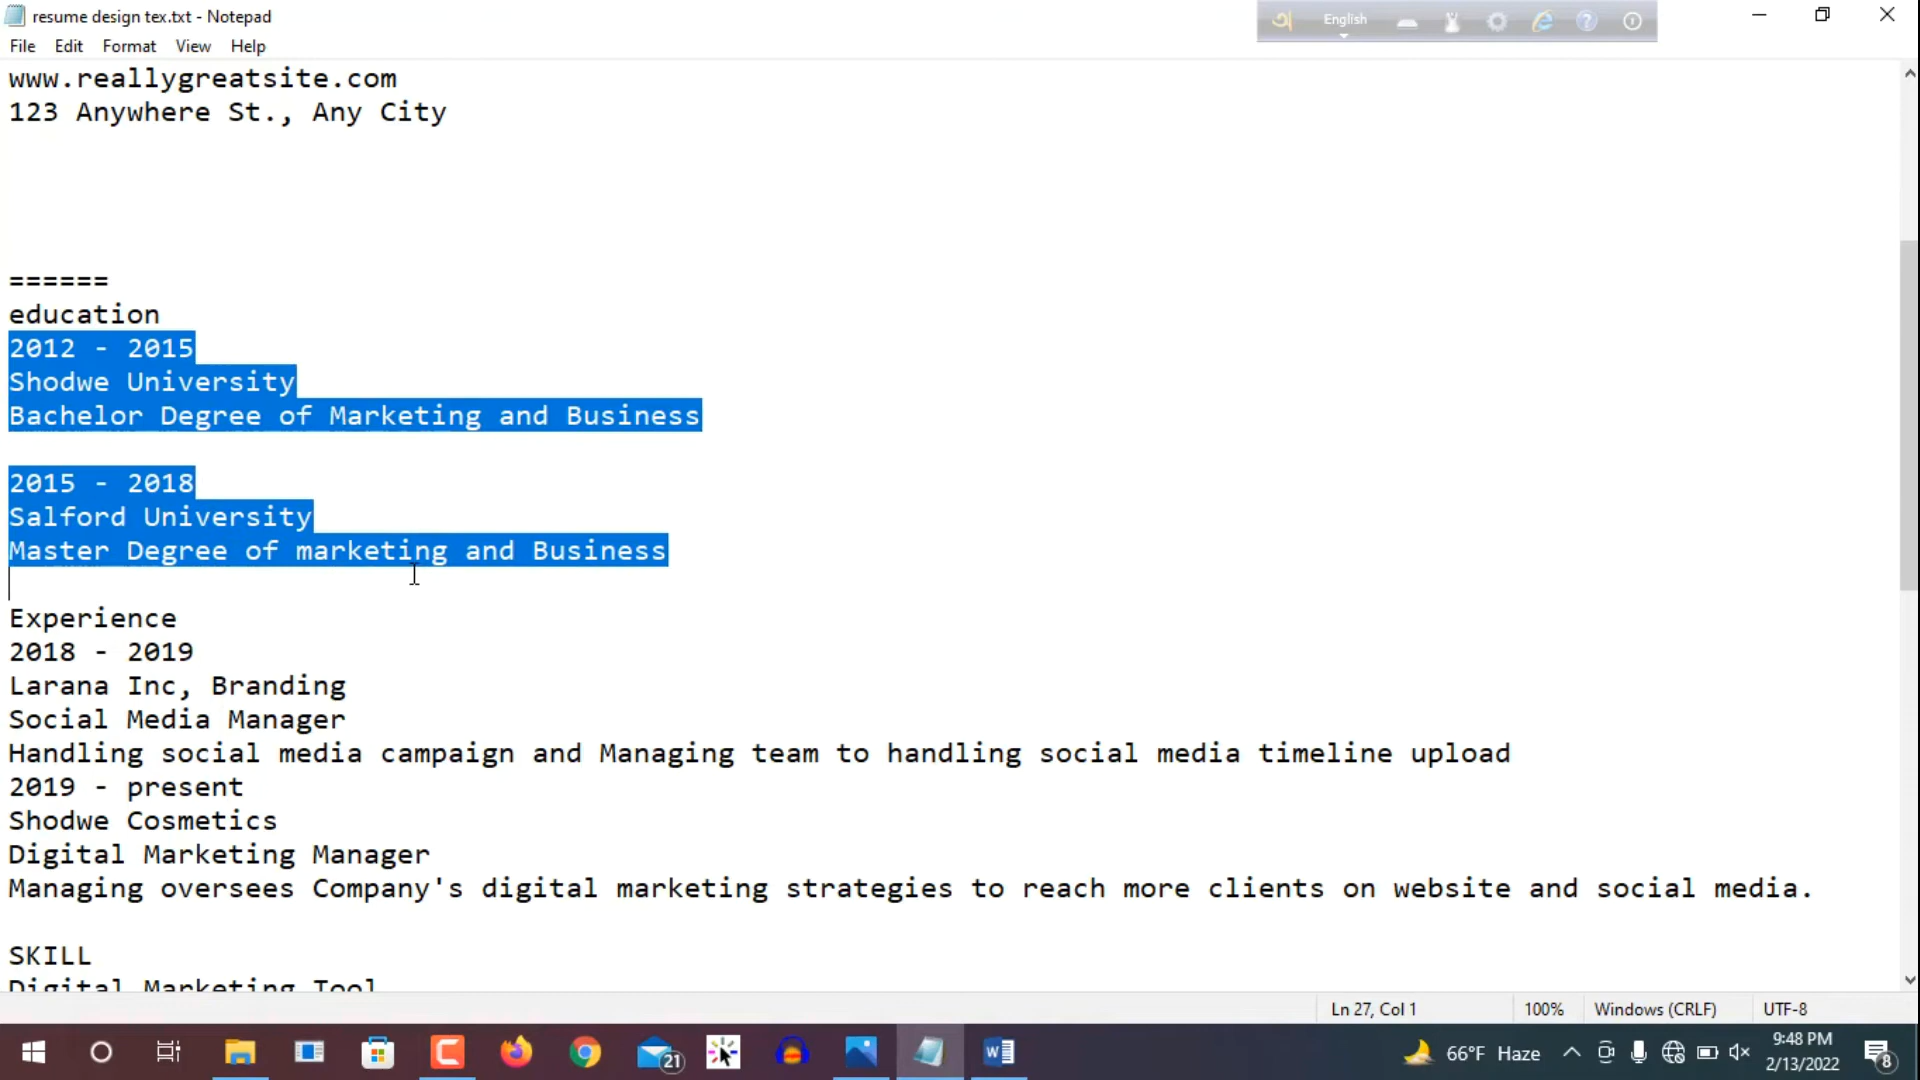 resume design tex.txt - Notepad
English
File Edit Format View Help
www.reallygreatsite.com
123 Anywhere St., Any City
======
education
2012 - 2015
Shodwe University
Bachelor Degree of Marketing and Business
2015 - 2018
Salford University
Master Degree of marketing and Business
Experience
2018 - 2019
Larana Inc, Branding
Social Media Manager
Handling social media campaign and Managing team to handling social media timeline upload
2019 - present
Shodwe Cosmetics
Digital Marketing Manager
Managing oversees Company's digital marketing strategies to reach more clients on website and social media.
SKILL
Digital Marketing Tool
Ln 27, Col 1 100% Windows (CRLF) UTF-8
21
66°F Haze
9:48 PM
2/13/2022
8